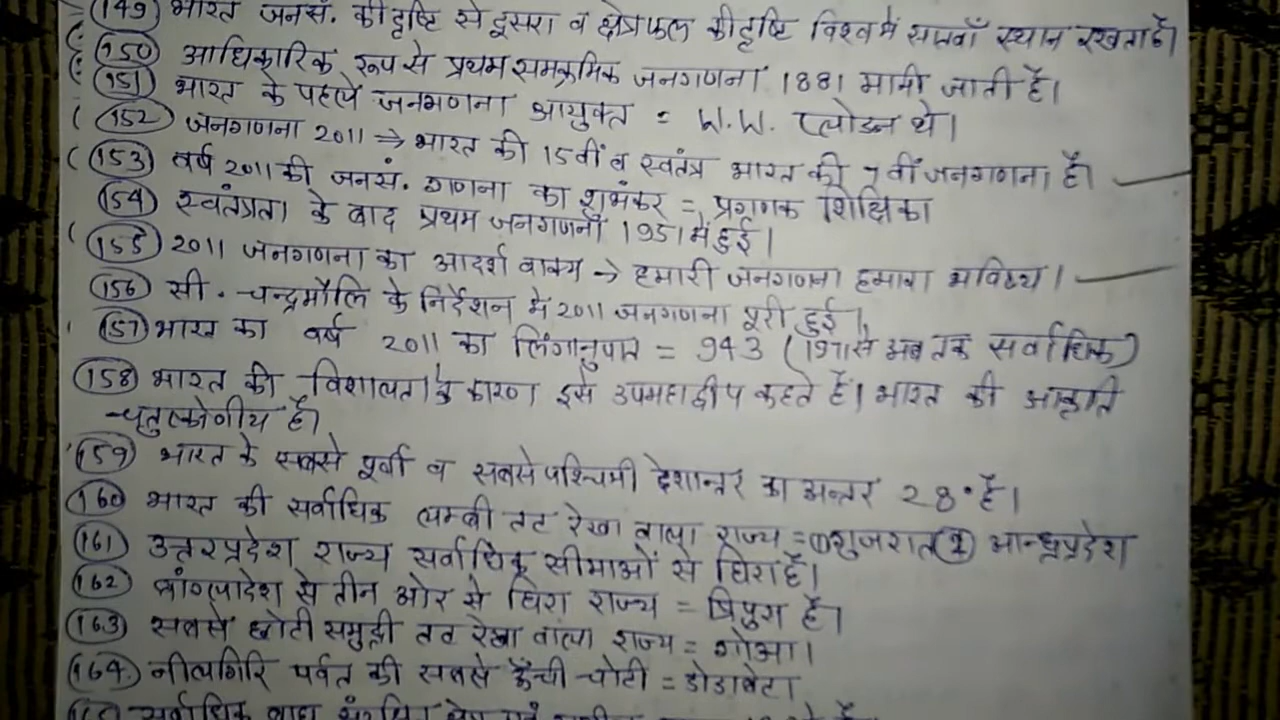 (149) भारत जनसं. की दृष्टि से दूसरा व क्षेत्रफल की दृष्टि विश्व में सातवाँ स्थान रखता है।
(150) आधिकारिक रूप से प्रथम समक्रमिक जनगणना 1881 मानी जाती है।
(151) भारत के पहले जनगणना आयुक्त = W.W. प्लोडन थे।
(152) जनगणना 2011 → भारत की 15वीं व स्वतंत्र भारत की 7वीं जनगणना है।
(153) वर्ष 2011 की जनसं. गणना का शुभंकर = प्रगणक शिक्षिका
(154) स्वतंत्रता के बाद प्रथम जनगणना 1951 में हुई।
(155) 2011 जनगणना का आदर्श वाक्य → हमारी जनगणना हमारा भविष्य।
(156) सी. चन्द्रमौलि के निर्देशन में 2011 जनगणना पूरी हुई।
(157) भारत का वर्ष 2011 का लिंगानुपात = 943 (1971 से अब तक सर्वाधिक)
(158) भारत की विशालता के कारण इसे उपमहाद्वीप कहते हैं। भारत की आकृति
चतुष्कोणीय है।
(159) भारत के सबसे पूर्वी व सबसे पश्चिमी देशान्तर का अन्तर 28° है।
(160) भारत की सर्वाधिक लम्बी तट रेखा वाला राज्य = (1) गुजरात (2) आन्ध्रप्रदेश
(161) उत्तरप्रदेश राज्य सर्वाधिक सीमाओं से घिरा है।
(162) बांग्लादेश से तीन ओर से घिरा राज्य = त्रिपुरा है।
(163) सबसे छोटी समुद्री तट रेखा वाला राज्य = गोआ।
(164) नीलगिरि पर्वत की सबसे ऊँची चोटी = डोडाबेटा
सर्वाधिक बाघ